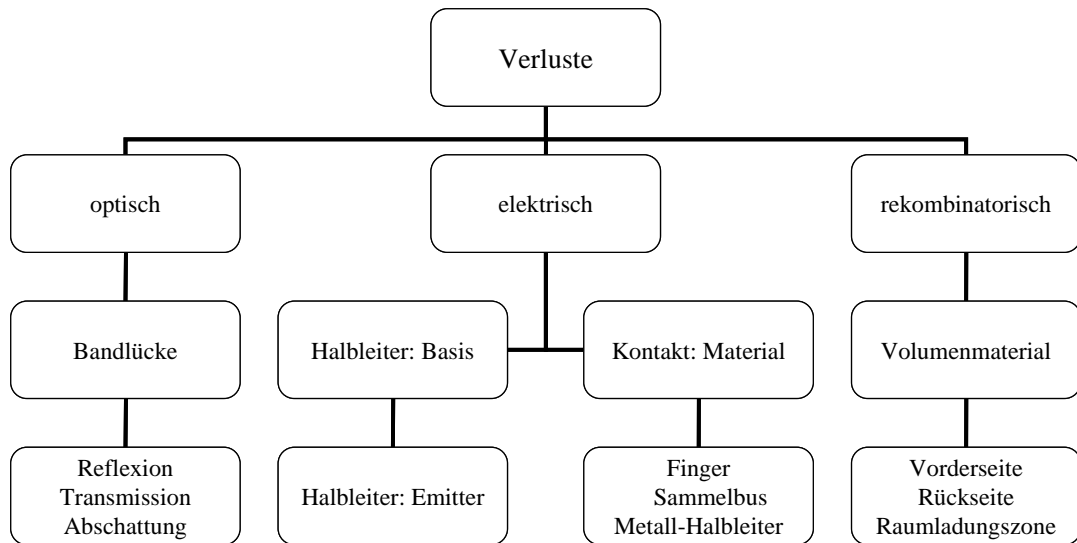 Verluste
optisch
elektrisch
rekombinatorisch
Bandlücke
Halbleiter: Basis
Kontakt: Material
Volumenmaterial
Reflexion
Transmission
Abschattung
Halbleiter: Emitter
Finger
Sammelbus
Metall-Halbleiter
Vorderseite
Rückseite
Raumladungszone